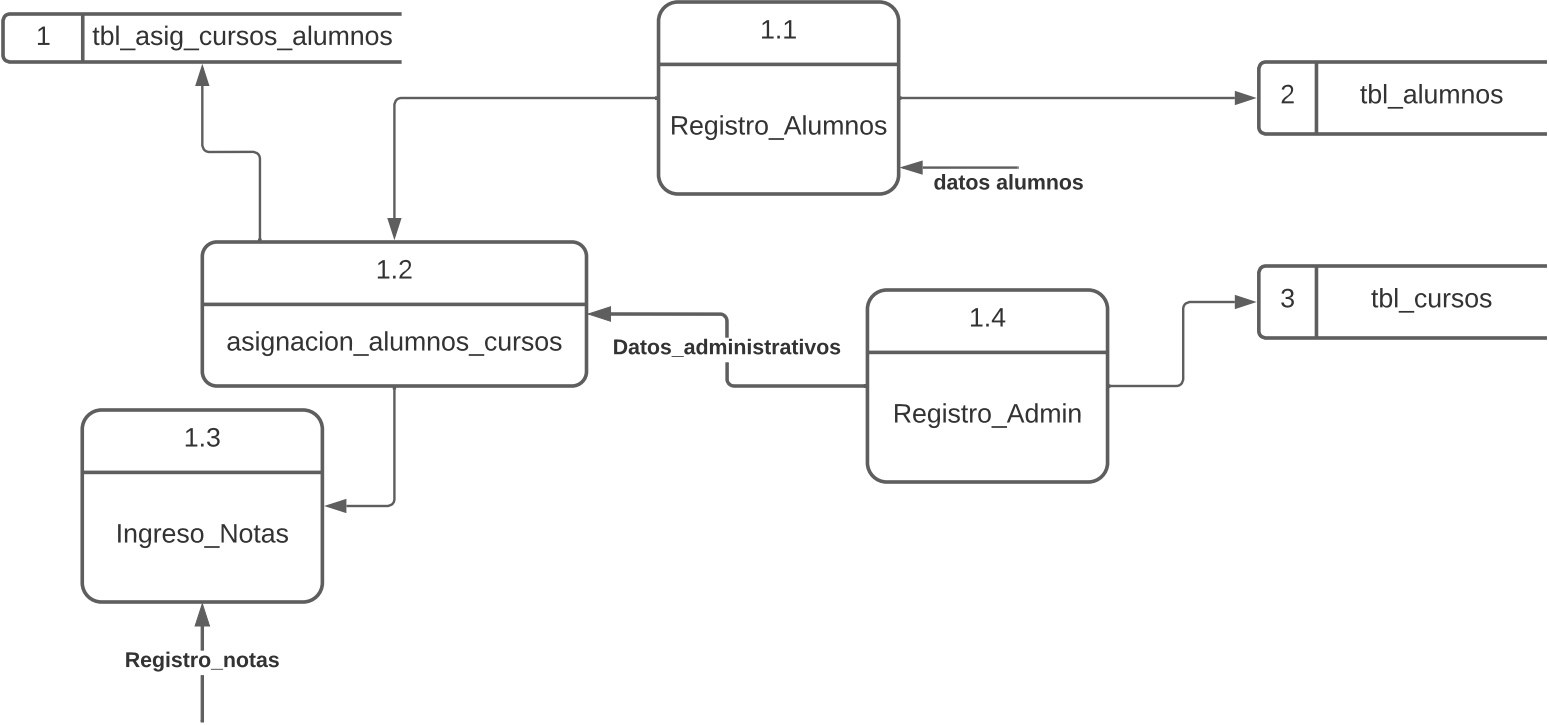 1 tbl_asig_cursos_alumnos
1.1
Registro_Alumnos
2 tbl_alumnos
datos alumnos
1.2
asignacion_alumnos_cursos
Datos_administrativos
1.4
Registro_Admin
3 tbl_cursos
1.3
Ingreso_Notas
Registro_notas